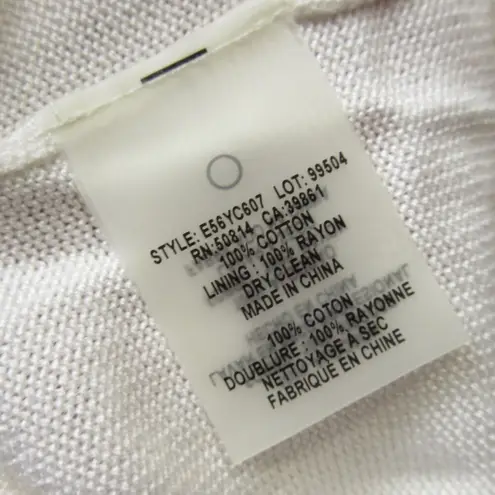 STYLE: E56YC607 LOT: 99504
RN:50814 CA:39861
100% COTTON
LINING: 100% RAYON
DRY CLEAN
MADE IN CHINA
100% COTON
DOUBLURE: 100% RAYONNE
NETTOYAGE A SEC
FABRIQUE EN CHINE